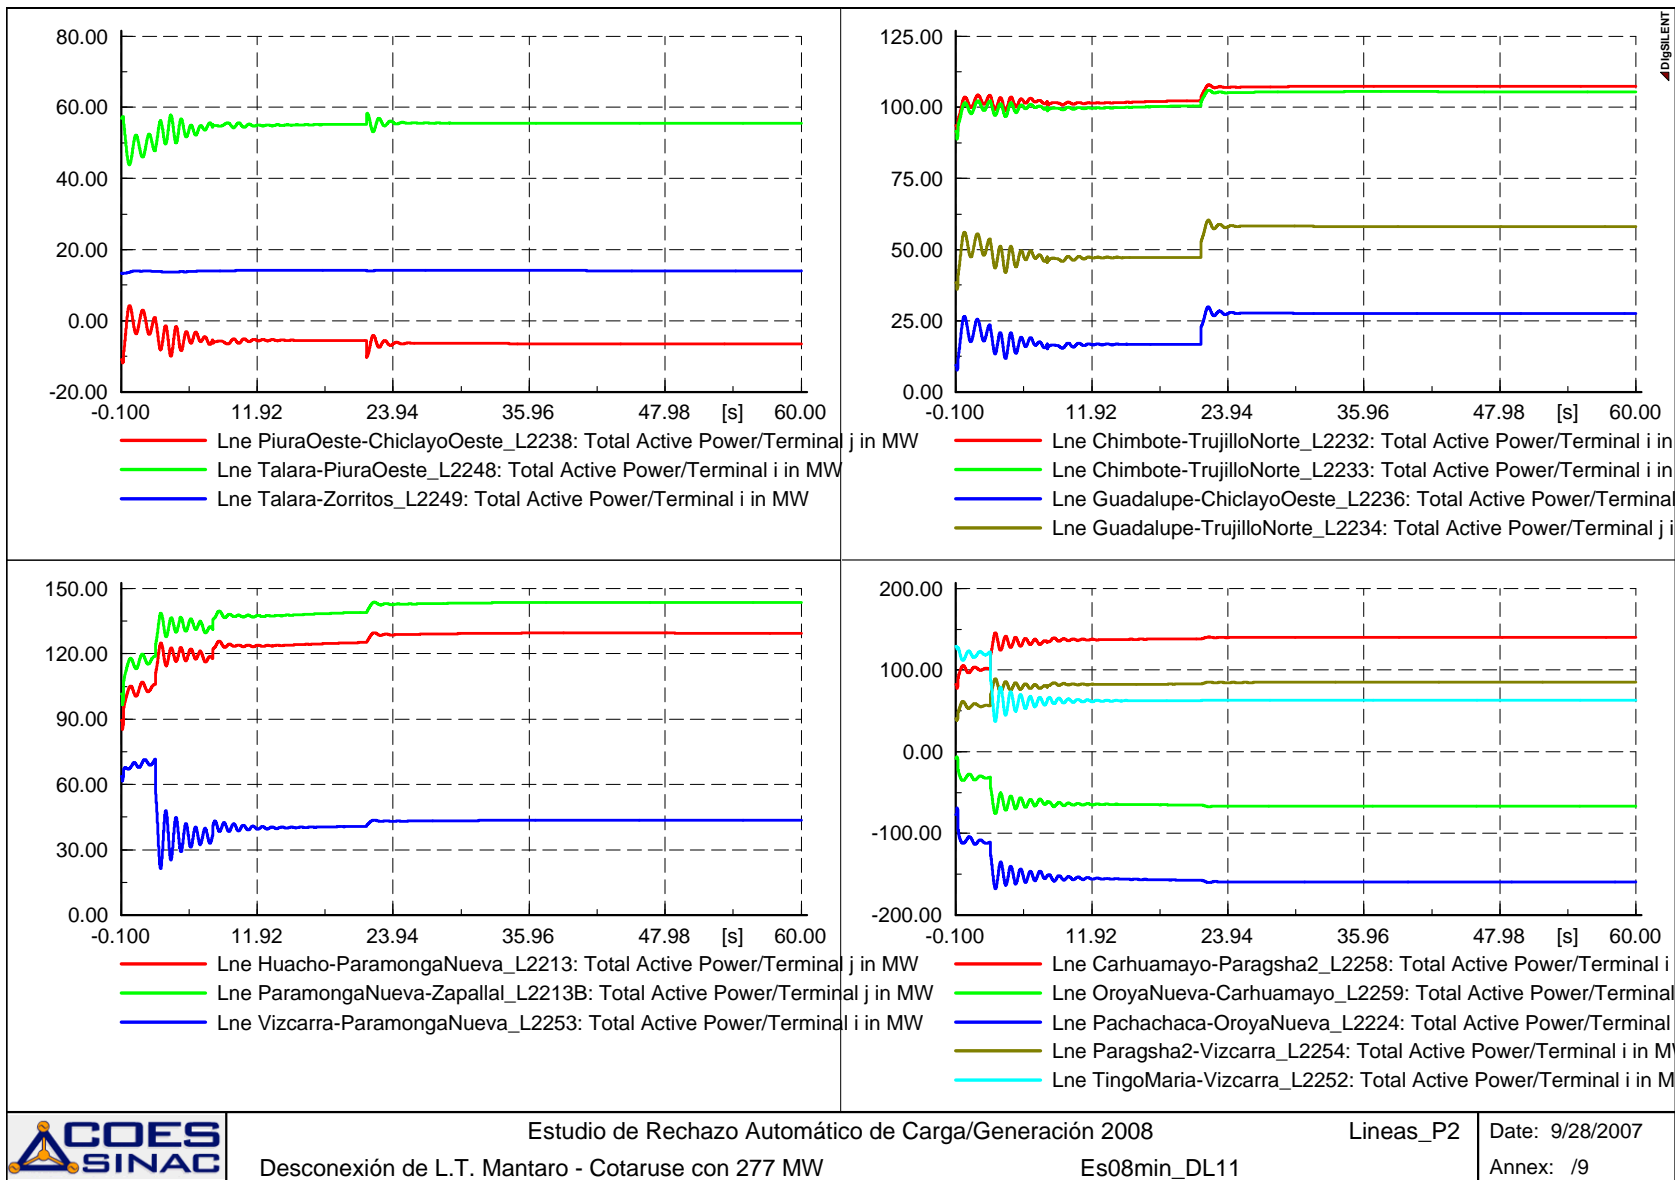 DIgSILENT
80.00
60.00
40.00
20.00
0.00
-20.00
-0.100 11.92 23.94 35.96 47.98 [s] 60.00
Lne PiuraOeste-ChiclayoOeste_L2238: Total Active Power/Terminal j in MW
Lne Talara-PiuraOeste_L2248: Total Active Power/Terminal i in MW
Lne Talara-Zorritos_L2249: Total Active Power/Terminal i in MW
125.00
100.00
75.00
50.00
25.00
0.00
-0.100 11.92 23.94 35.96 47.98 [s] 60.00
Lne Chimbote-TrujilloNorte_L2232: Total Active Power/Terminal i in
Lne Chimbote-TrujilloNorte_L2233: Total Active Power/Terminal i in
Lne Guadalupe-ChiclayoOeste_L2236: Total Active Power/Terminal
Lne Guadalupe-TrujilloNorte_L2234: Total Active Power/Terminal j i
150.00
120.00
90.00
60.00
30.00
0.00
-0.100 11.92 23.94 35.96 47.98 [s] 60.00
Lne Huacho-ParamongaNueva_L2213: Total Active Power/Terminal j in MW
Lne ParamongaNueva-Zapallal_L2213B: Total Active Power/Terminal j in MW
Lne Vizcarra-ParamongaNueva_L2253: Total Active Power/Terminal i in MW
200.00
100.00
0.00
-100.00
-200.00
-0.100 11.92 23.94 35.96 47.98 [s] 60.00
Lne Carhuamayo-Paragsha2_L2258: Total Active Power/Terminal i
Lne OroyaNueva-Carhuamayo_L2259: Total Active Power/Terminal
Lne Pachachaca-OroyaNueva_L2224: Total Active Power/Terminal
Lne Paragsha2-Vizcarra_L2254: Total Active Power/Terminal i in M
Lne TingoMaria-Vizcarra_L2252: Total Active Power/Terminal i in M
COES
SINAC
Estudio de Rechazo Automático de Carga/Generación 2008 Lineas_P2
Desconexión de L.T. Mantaro - Cotaruse con 277 MW Es08min_DL11
Date: 9/28/2007
Annex: /9